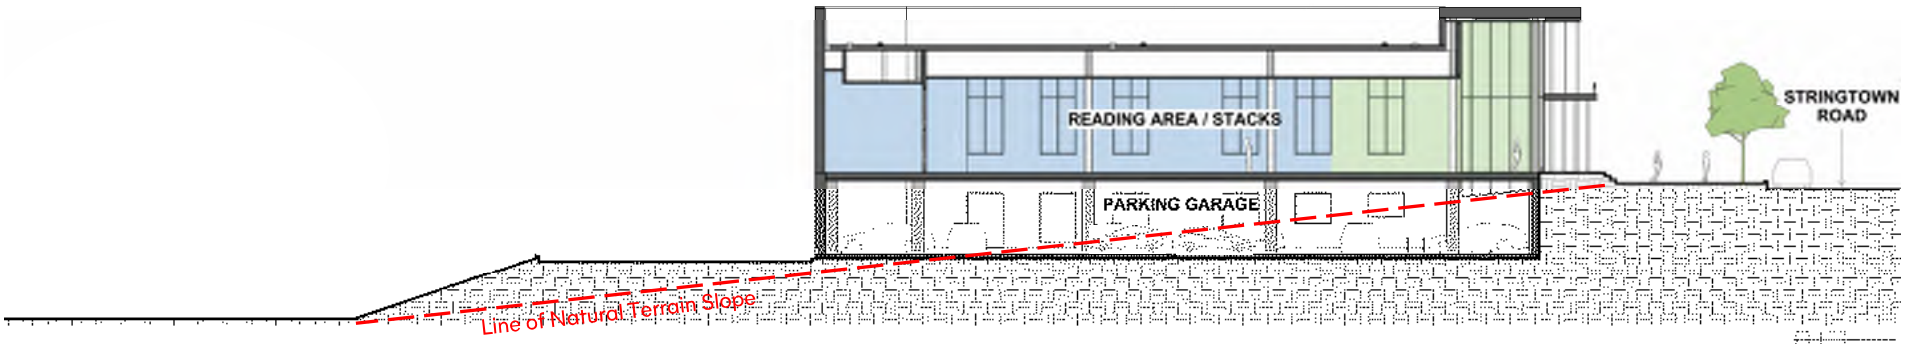 READING AREA / STACKS
STRINGTOWN
ROAD
PARKING GARAGE
Line of Natural Terrain Slope